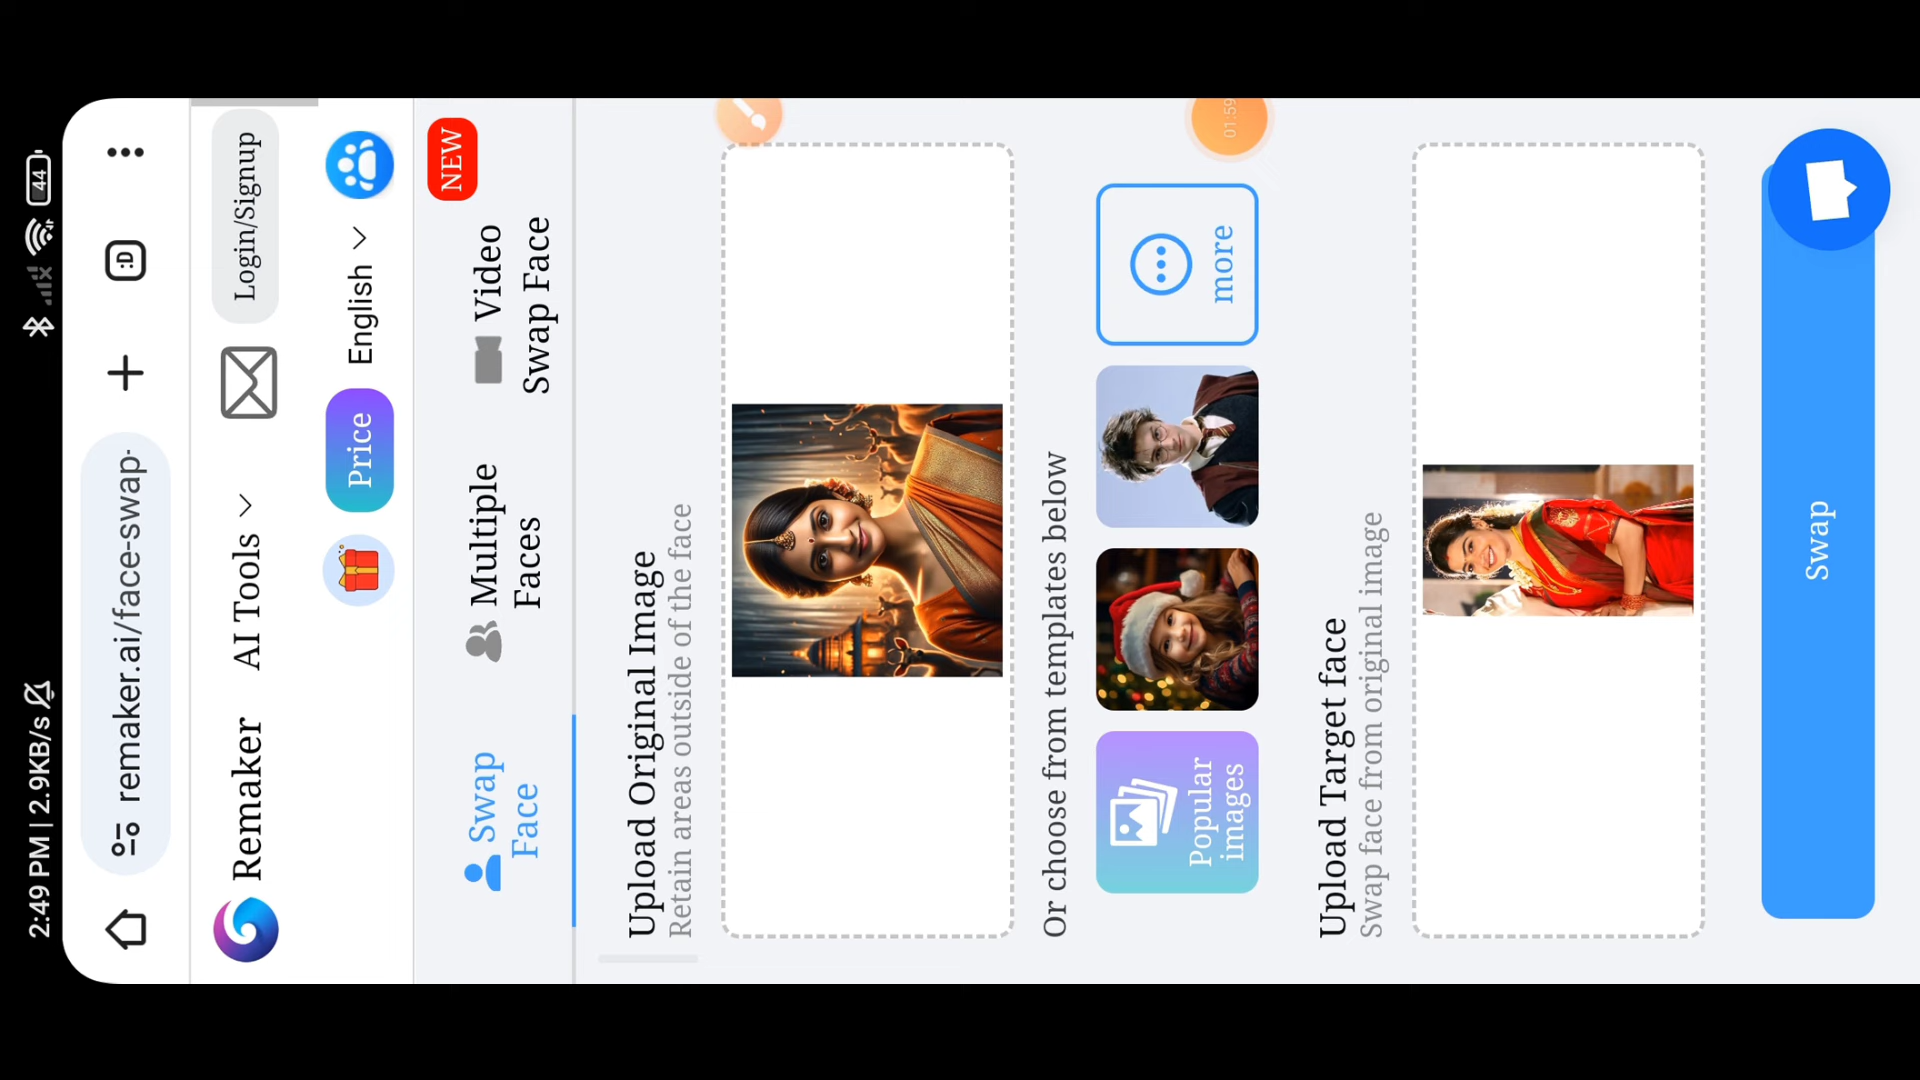 2:49 PM | 2.9KB/s
44
remaker.ai/face-swap-
:D
Remaker
AI Tools
Login/Signup
Price
English
Swap
Face
Multiple
Faces
Video
Swap Face
NEW
Upload Original Image
Retain areas outside of the face
Or choose from templates below
Popular
images
more
01:59
Upload Target face
Swap face from original image
Swap